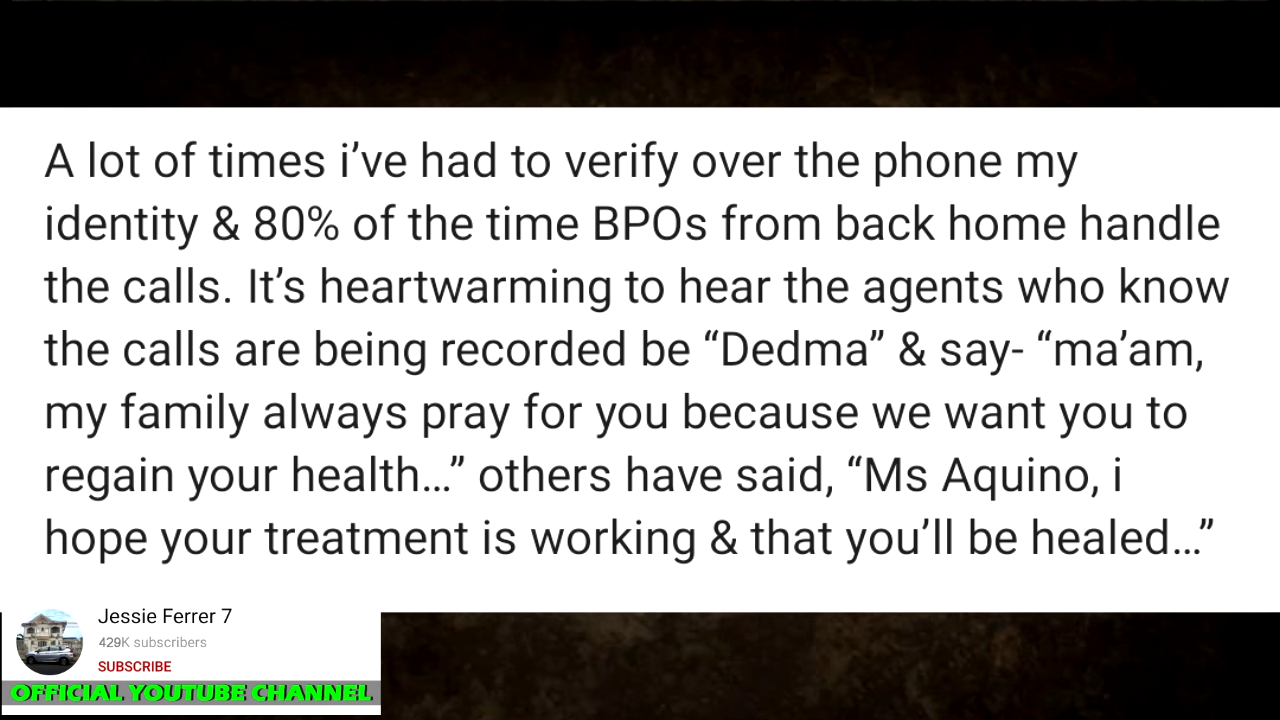 A lot of times i’ve had to verify over the phone my
identity & 80% of the time BPOs from back home handle
the calls. It’s heartwarming to hear the agents who know
the calls are being recorded be “Dedma” & say- “ma’am,
my family always pray for you because we want you to
regain your health…” others have said, “Ms Aquino, i
hope your treatment is working & that you’ll be healed…”
Jessie Ferrer 7
429K subscribers
SUBSCRIBE
OFFICIAL YOUTUBE CHANNEL